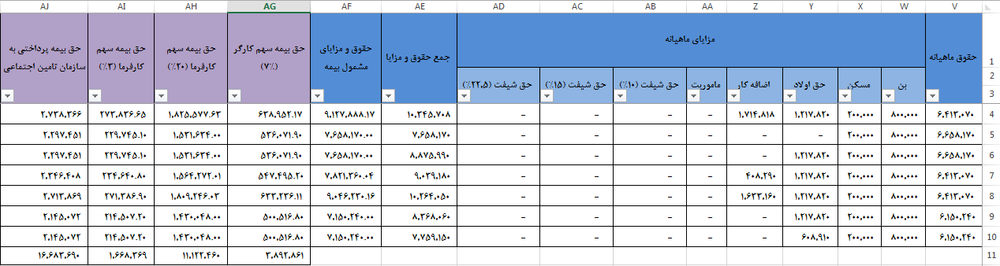 AJ AI AH AG AF AE AD AC AB AA Z Y X W V
حقوق ماهیانه
مزایای ماهیانه
جمع حقوق و مزایا
حقوق و مزایای
مشمول بیمه
حق بیمه سهم کارگر
(۷٪)
حق بیمه سهم
کارفرما (۲۰٪)
حق بیمه سهم
کارفرما (۳٪)
حق بیمه پرداختی به
سازمان تامین اجتماعی
1
بن مسکن حق اولاد اضافه کار ماموریت حق شیفت (۱۰٪) حق شیفت (۱۵٪) حق شیفت (۲۲.۵٪)
2
3
4 ۶,۴۱۳,۰۷۰ ۸۰۰,۰۰۰ ۲۰۰,۰۰۰ ۱,۲۱۷,۸۲۰ ۱,۷۱۴,۸۱۸ - - - - ۱۰,۳۴۵,۷۰۸ ۹,۱۲۷,۸۸۸.۱۷ ۶۳۸,۹۵۲.۱۷ ۱,۸۲۵,۵۷۷.۶۳ ۲۷۳,۸۳۶.۶۵ ۲,۷۳۸,۳۶۶
5 ۶,۶۵۸,۱۷۰ ۸۰۰,۰۰۰ ۲۰۰,۰۰۰ - - - - - - ۷,۶۵۸,۱۷۰ ۷,۶۵۸,۱۷۰.۰۰ ۵۳۶,۰۷۱.۹۰ ۱,۵۳۱,۶۳۴.۰۰ ۲۲۹,۷۴۵.۱۰ ۲,۲۹۷,۴۵۱
6 ۶,۶۵۸,۱۷۰ ۸۰۰,۰۰۰ ۲۰۰,۰۰۰ ۱,۲۱۷,۸۲۰ - - - - - ۸,۸۷۵,۹۹۰ ۷,۶۵۸,۱۷۰.۰۰ ۵۳۶,۰۷۱.۹۰ ۱,۵۳۱,۶۳۴.۰۰ ۲۲۹,۷۴۵.۱۰ ۲,۲۹۷,۴۵۱
7 ۶,۴۱۳,۰۷۰ ۸۰۰,۰۰۰ ۲۰۰,۰۰۰ ۱,۲۱۷,۸۲۰ ۴۰۸,۲۹۰ - - - - ۹,۰۳۹,۱۸۰ ۷,۸۲۱,۳۶۰.۰۴ ۵۴۷,۴۹۵.۲۰ ۱,۵۶۴,۲۷۲.۰۱ ۲۳۴,۶۴۰.۸۰ ۲,۳۴۶,۴۰۸
8 ۶,۴۱۳,۰۷۰ ۸۰۰,۰۰۰ ۲۰۰,۰۰۰ ۱,۲۱۷,۸۲۰ ۱,۶۳۳,۱۶۰ - - - - ۱۰,۲۶۴,۰۵۰ ۹,۰۴۶,۲۳۰.۱۶ ۶۳۳,۲۳۶.۱۱ ۱,۸۰۹,۲۴۶.۰۳ ۲۷۱,۳۸۶.۹۰ ۲,۷۱۳,۸۶۹
9 ۶,۱۵۰,۲۴۰ ۸۰۰,۰۰۰ ۲۰۰,۰۰۰ ۱,۲۱۷,۸۲۰ - - - - - ۸,۳۶۸,۰۶۰ ۷,۱۵۰,۲۴۰.۰۰ ۵۰۰,۵۱۶.۸۰ ۱,۴۳۰,۰۴۸.۰۰ ۲۱۴,۵۰۷.۲۰ ۲,۱۴۵,۰۷۲
10 ۶,۱۵۰,۲۴۰ ۸۰۰,۰۰۰ ۲۰۰,۰۰۰ ۶۰۸,۹۱۰ - - - - - ۷,۷۵۹,۱۵۰ ۷,۱۵۰,۲۴۰.۰۰ ۵۰۰,۵۱۶.۸۰ ۱,۴۳۰,۰۴۸.۰۰ ۲۱۴,۵۰۷.۲۰ ۲,۱۴۵,۰۷۲
11 ۳,۸۹۲,۸۶۱ ۱۱,۱۲۲,۴۶۰ ۱,۶۶۸,۳۶۹ ۱۶,۶۸۳,۶۹۰